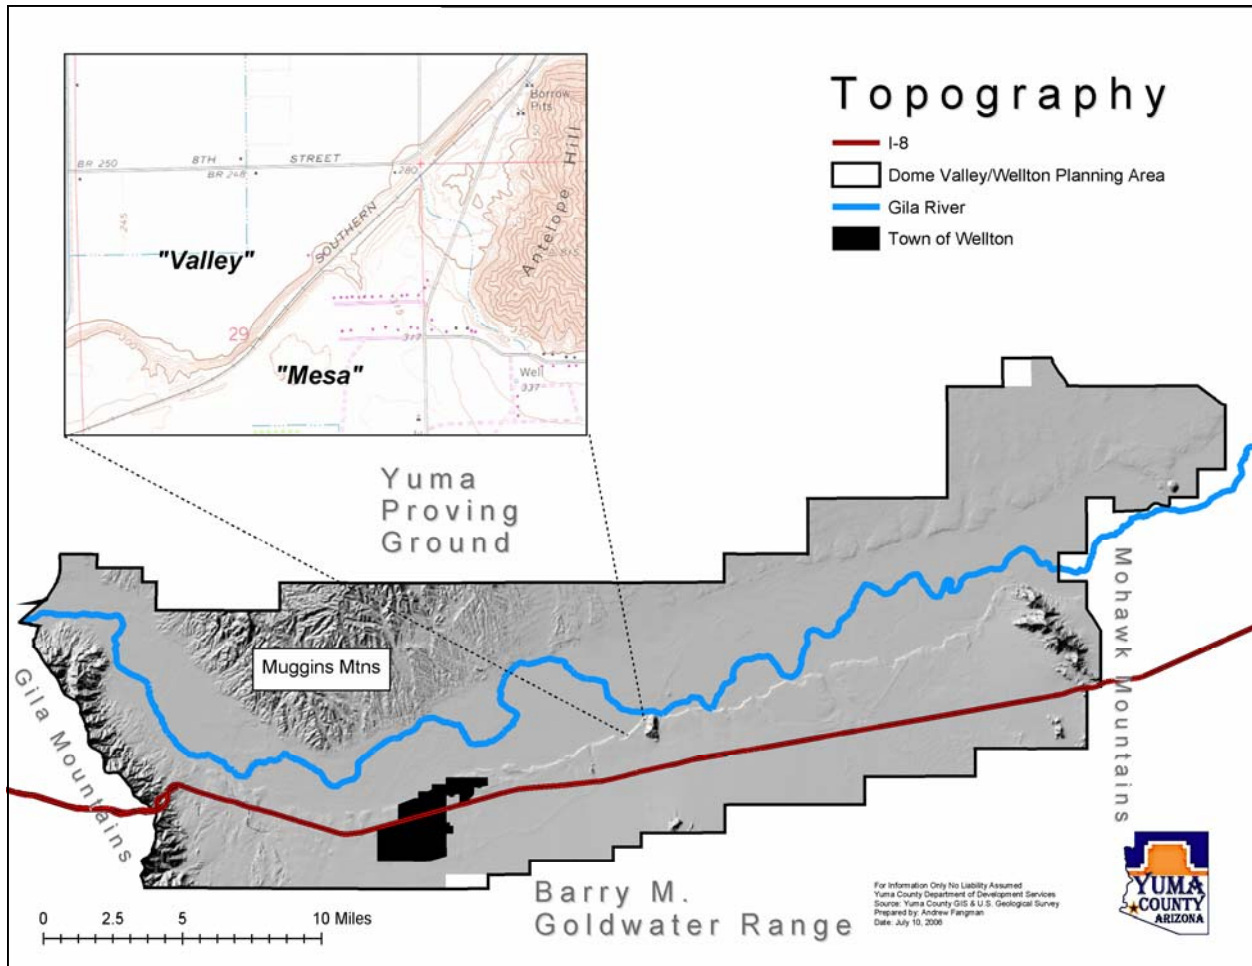 Topography
I-8
Dome Valley/Wellton Planning Area
Gila River
Town of Wellton
Borrow
Pits
BR 250
8TH
STREET
BR 248
280
245
SOUTHERN
Antelope Hill
"Valley"
29
317
"Mesa"
Well
337
Yuma
Proving
Ground
Muggins Mtns
Gila Mountains
Mohawk Mountains
Barry M.
Goldwater Range
0 2.5 5 10 Miles
For Information Only No Liability Assumed
Yuma County Department of Development Services
Source: Yuma County GIS & U.S. Geological Survey
Prepared by: Andrew Fangman
Date: July 10, 2006
YUMA
COUNTY
ARIZONA